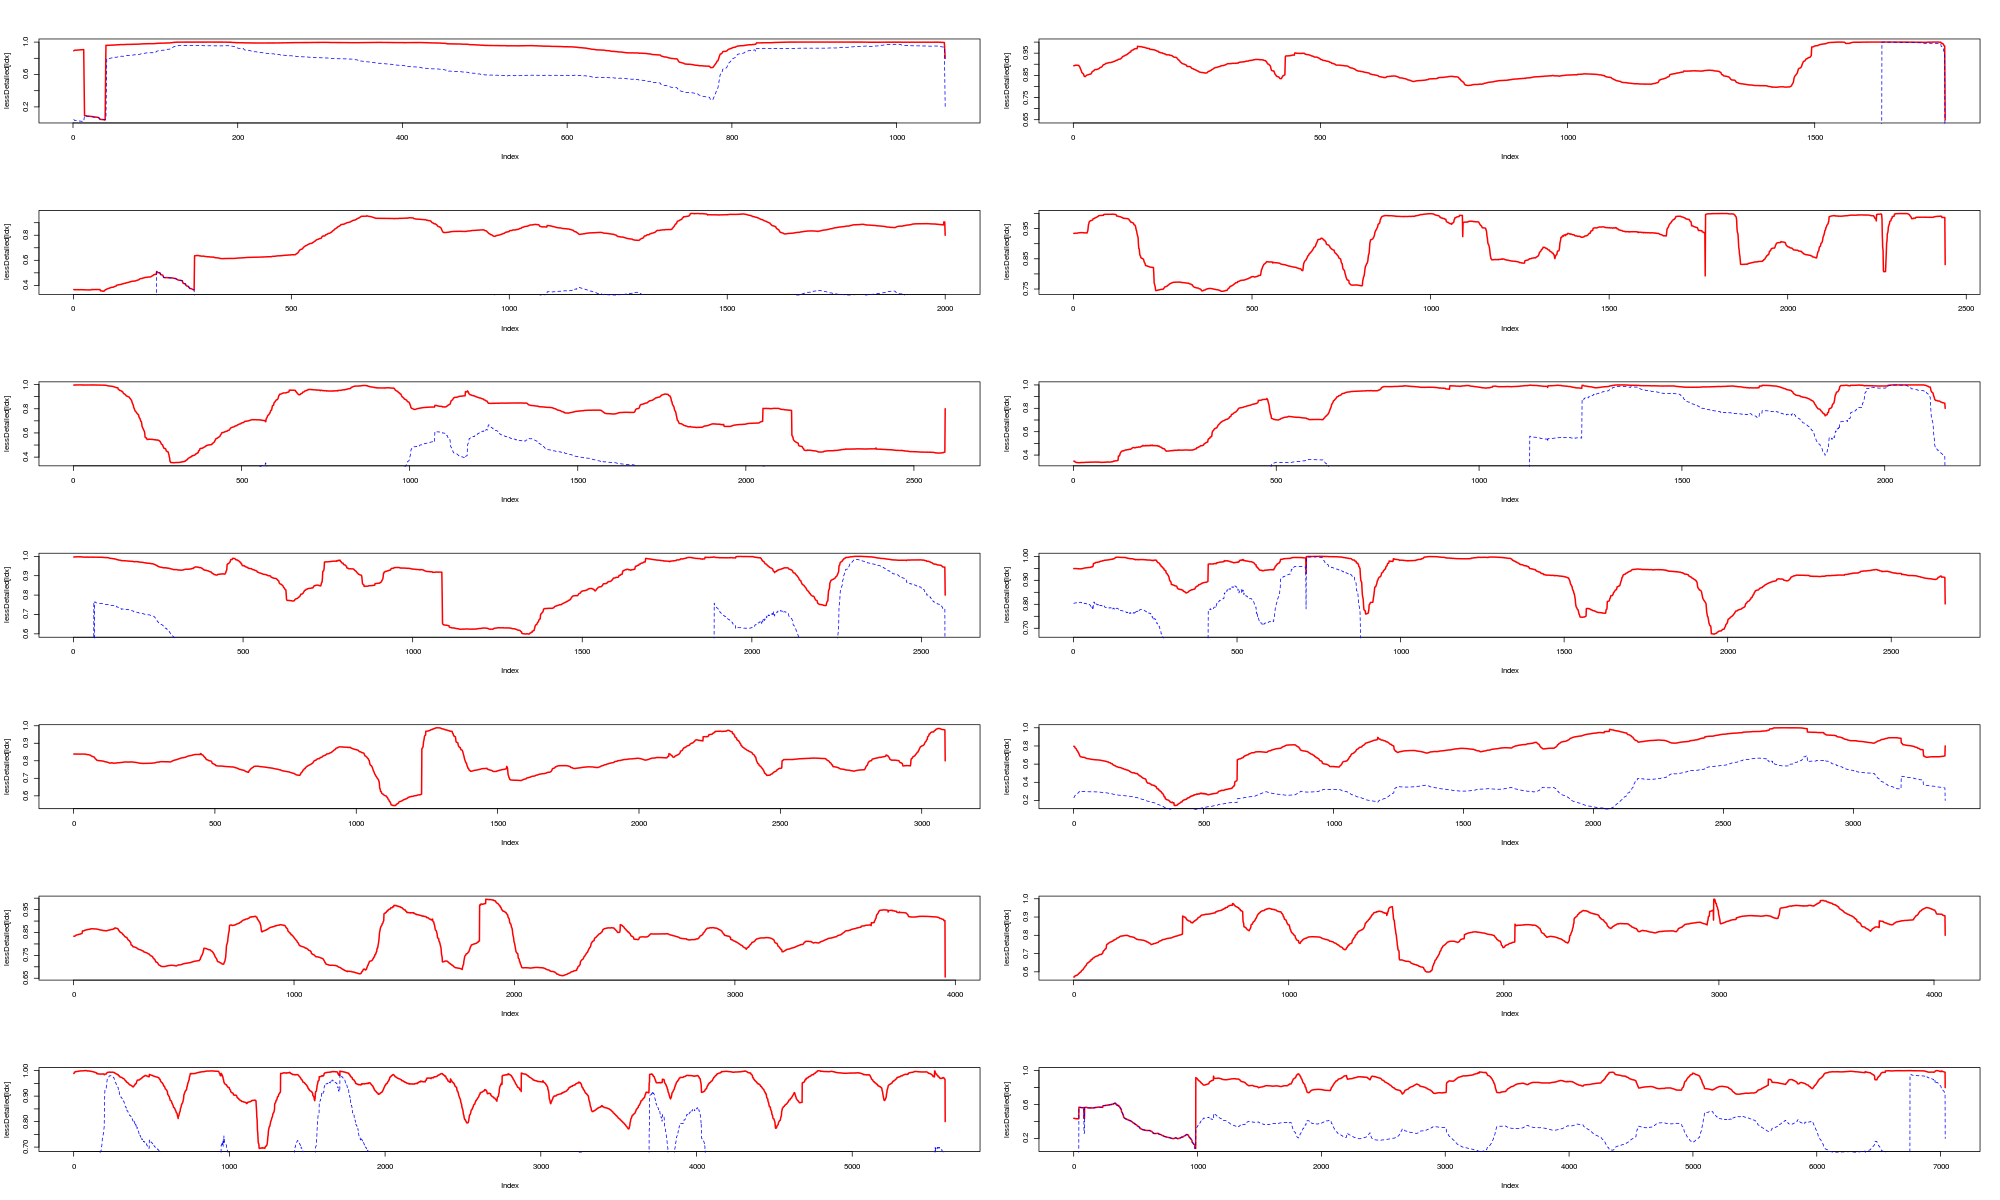 lessDetailed[idx]
0.2 0.6 1.0
0 200 400 600 800 1000
Index
lessDetailed[idx]
0.65 0.75 0.85 0.95
0 500 1000 1500
Index
lessDetailed[idx]
0.4 0.6 0.8
0 500 1000 1500 2000
Index
lessDetailed[idx]
0.75 0.85 0.95
0 500 1000 1500 2000 2500
Index
lessDetailed[idx]
0.4 0.6 0.8 1.0
0 500 1000 1500 2000 2500
Index
lessDetailed[idx]
0.4 0.6 0.8 1.0
0 500 1000 1500 2000
Index
lessDetailed[idx]
0.6 0.7 0.8 0.9 1.0
0 500 1000 1500 2000 2500
Index
lessDetailed[idx]
0.70 0.80 0.90 1.00
0 500 1000 1500 2000 2500
Index
lessDetailed[idx]
0.6 0.7 0.8 0.9 1.0
0 500 1000 1500 2000 2500 3000
Index
lessDetailed[idx]
0.2 0.4 0.6 0.8 1.0
0 500 1000 1500 2000 2500 3000
Index
lessDetailed[idx]
0.65 0.75 0.85 0.95
0 1000 2000 3000 4000
Index
lessDetailed[idx]
0.6 0.7 0.8 0.9 1.0
0 1000 2000 3000 4000
Index
lessDetailed[idx]
0.70 0.80 0.90 1.00
0 1000 2000 3000 4000 5000
Index
lessDetailed[idx]
0.2 0.6 1.0
0 1000 2000 3000 4000 5000 6000 7000
Index